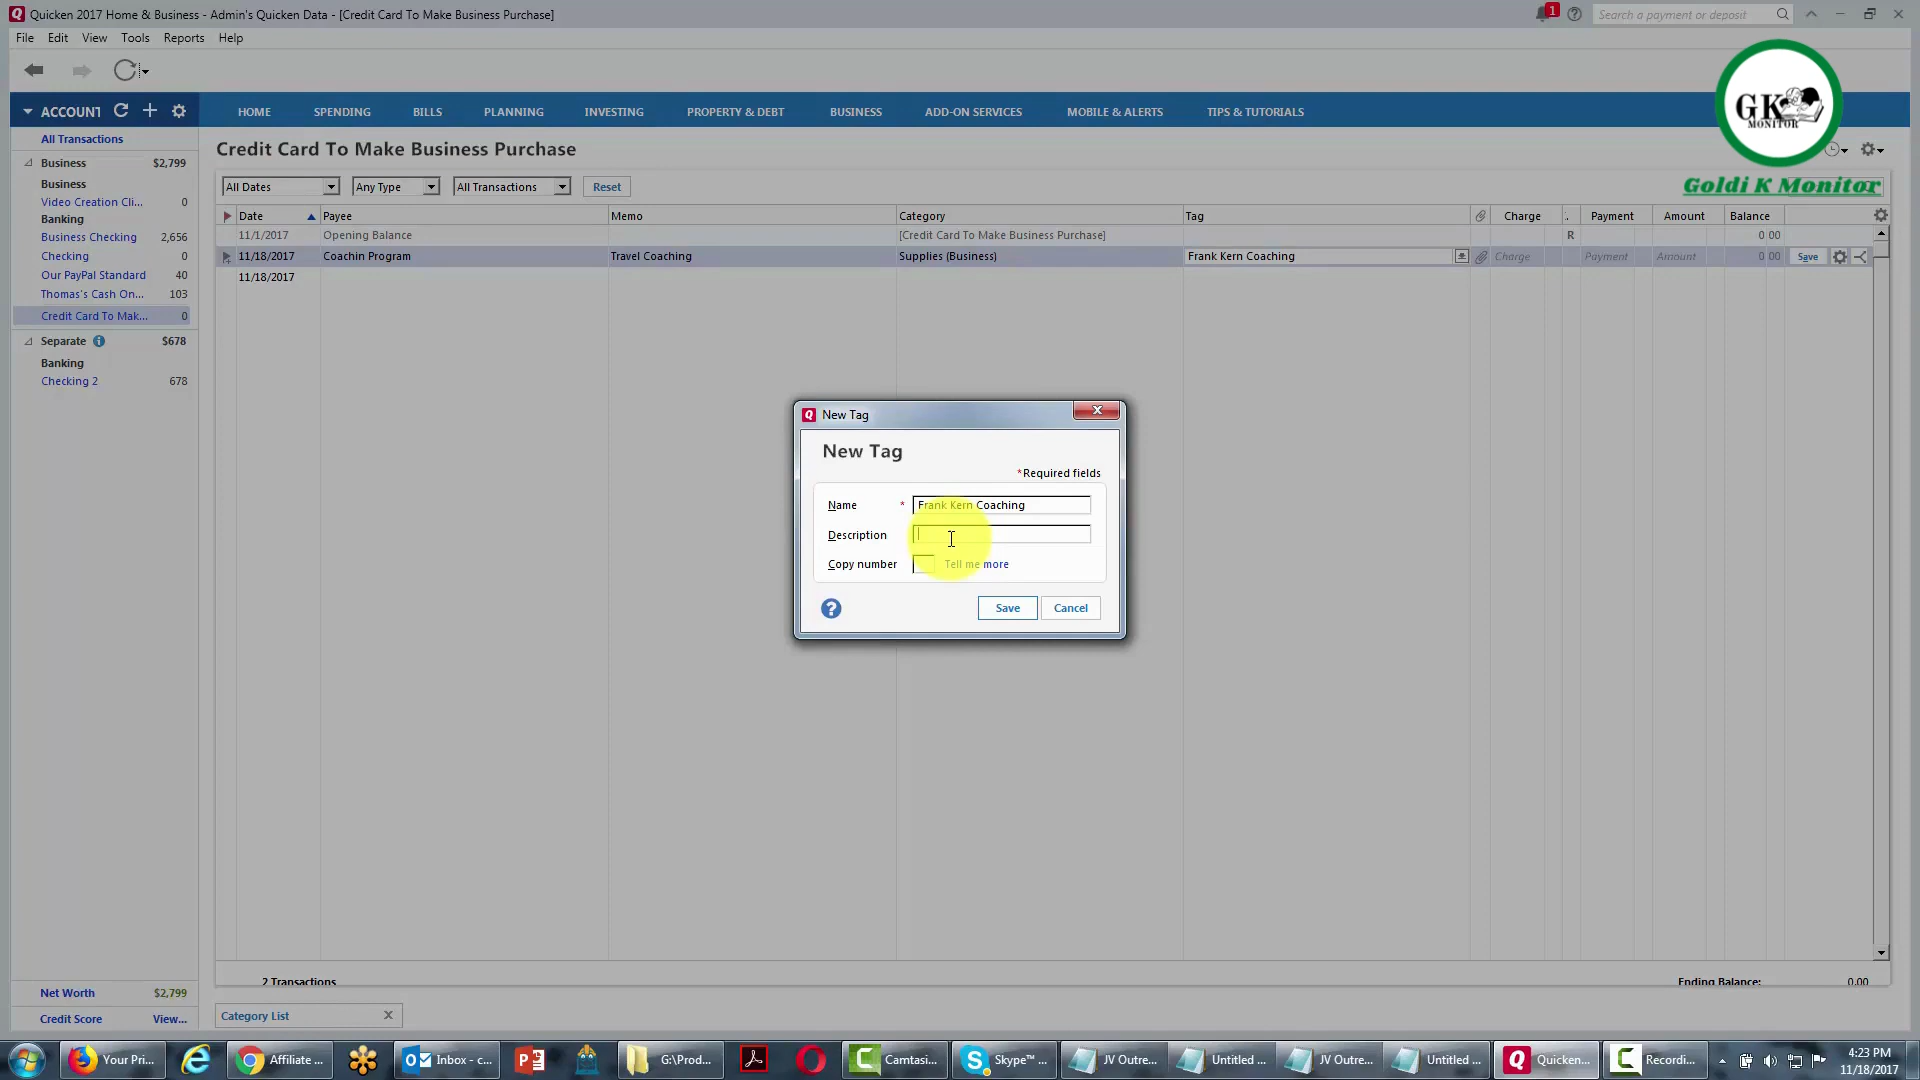 Quicken 2017 Home & Business - Admin's Quicken Data - [Credit Card To Make Business Purchase]
1
Search a payment or deposit
File Edit View Tools Reports Help
GK
MONITOR
Goldi K Monitor
ACCOUNT
HOME SPENDING BILLS PLANNING INVESTING PROPERTY & DEBT BUSINESS ADD-ON SERVICES MOBILE & ALERTS TIPS & TUTORIALS
All Transactions
Business $2,799
Business
Video Creation Cli... 0
Banking
Business Checking 2,656
Checking
Our PayPal Standard 40
Thomas's Cash On... 103
Credit Card To Mak... 0
Separate $678
Banking
Checking 2 678
Net Worth $2,799
Credit Score View...
Credit Card To Make Business Purchase
All Dates Any Type All Transactions Reset
Date Payee Memo Category Tag Charge . Payment Amount Balance
11/1/2017 Opening Balance [Credit Card To Make Business Purchase] R 0 00
11/18/2017 Coachin Program Travel Coaching Supplies (Business) Frank Kern Coaching Charge Payment Amount 0 00 Save
11/18/2017
New Tag
New Tag
*Required fields
Name * Frank Kern Coaching
Description
Copy number Tell me more
? Save Cancel
2 Transactions Ending Balance: 0.00
Category List
Your Pri... Affiliate ... Inbox - c... G:\Prod... Camtasi... Skype™ ... JV Outre... Untitled ... JV Outre... Untitled ... Quicken... Recordi...
4:23 PM
11/18/2017